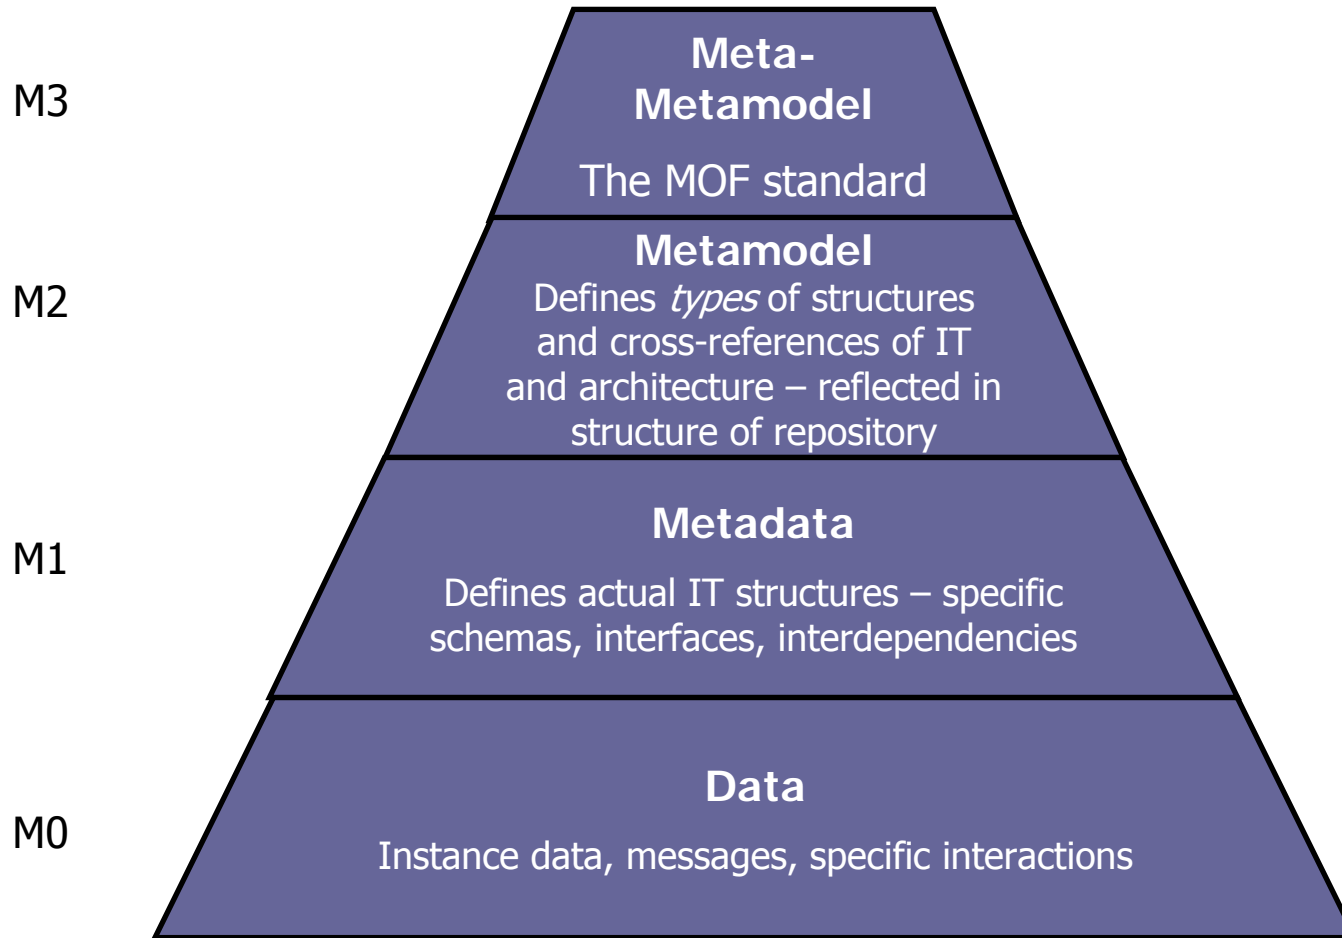 M3
Meta-
Metamodel
The MOF standard
M2
Metamodel
Defines types of structures
and cross-references of IT
and architecture – reflected in
structure of repository
M1
Metadata
Defines actual IT structures – specific
schemas, interfaces, interdependencies
M0
Data
Instance data, messages, specific interactions